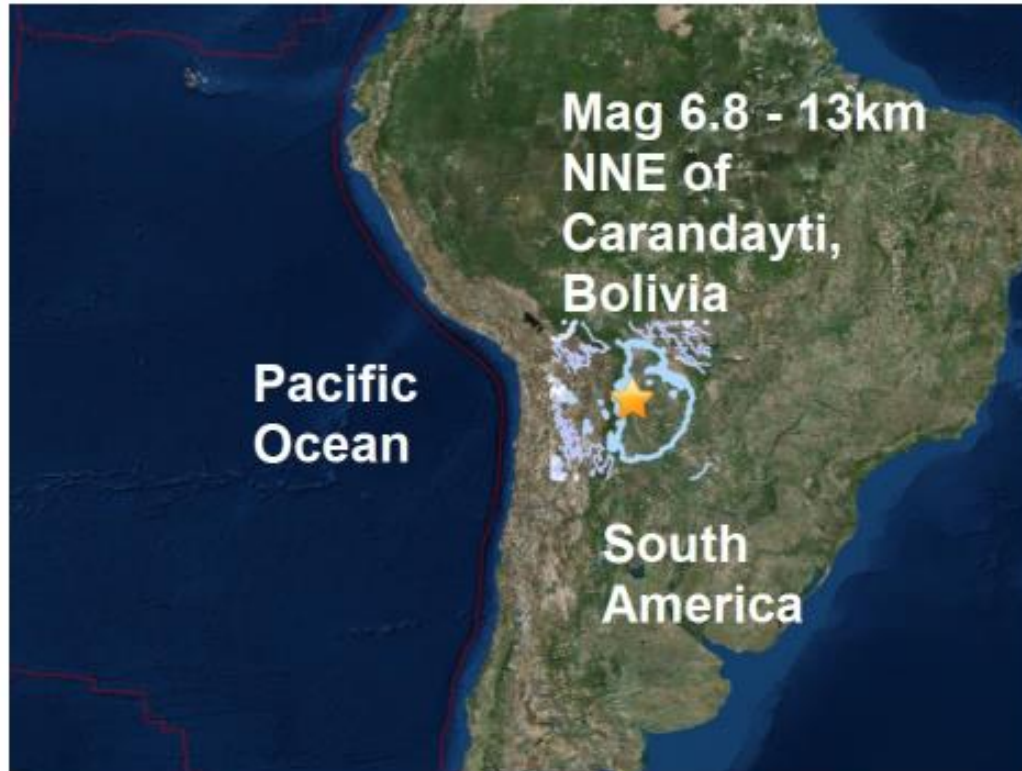 Mag 6.8 - 13km
NNE of
Carandayti,
Bolivia
Pacific
Ocean
South
America